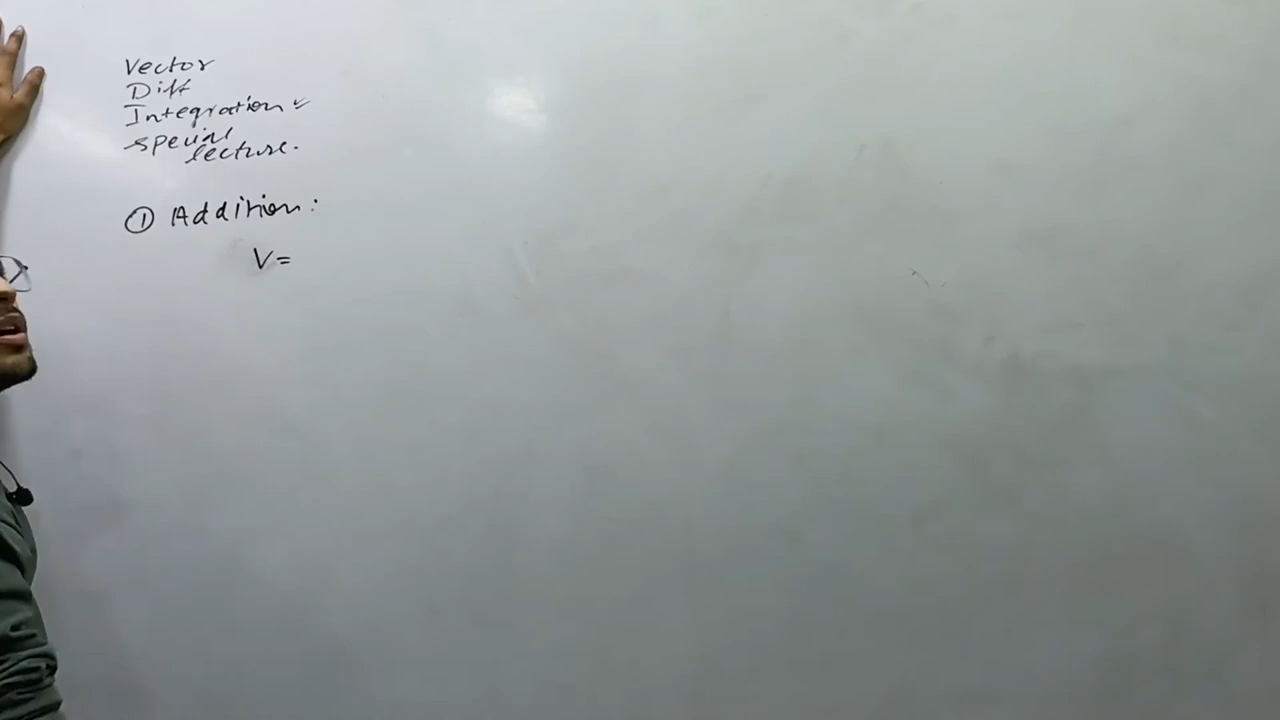 Vector
Diff
Integration ✓
special
lecture.
① Addition:
V=